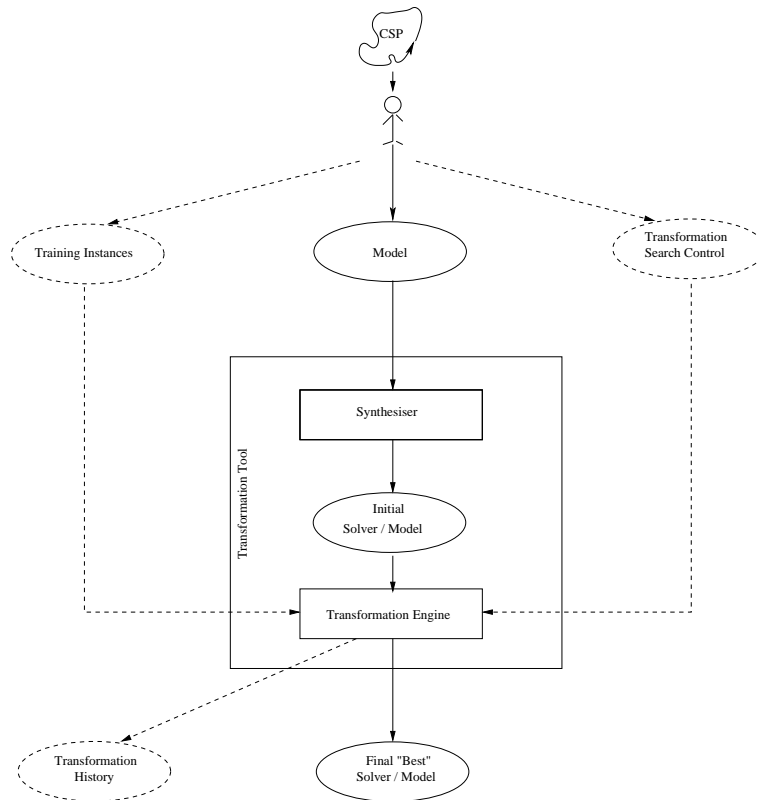 CSP
Training Instances
Model
Transformation
Search Control
Synthesiser
Transformation Tool
Initial
Solver / Model
Transformation Engine
Transformation
History
Final "Best"
Solver / Model